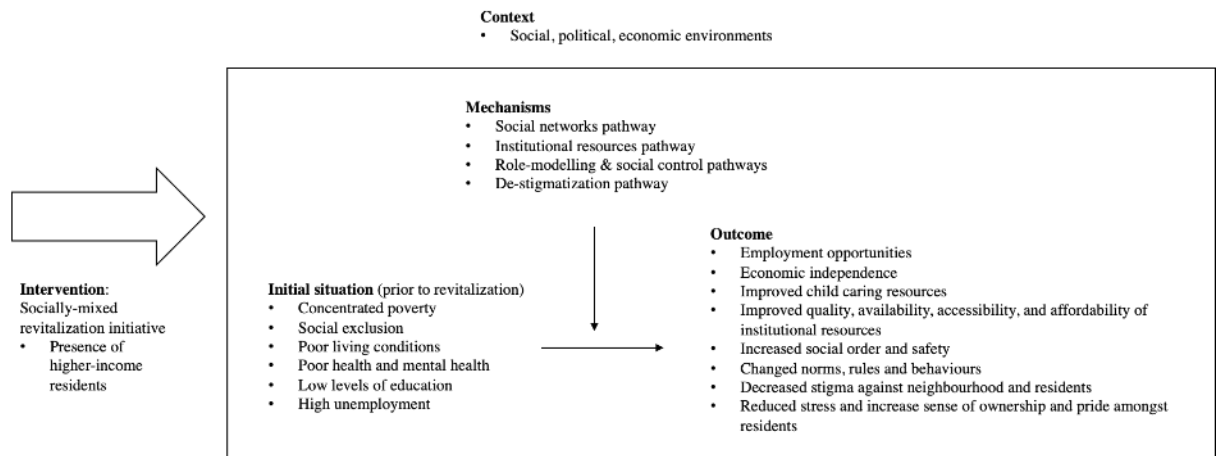 Context
• Social, political, economic environments
Mechanisms
• Social networks pathway
• Institutional resources pathway
• Role-modelling & social control pathways
• De-stigmatization pathway
Intervention:
Socially-mixed
revitalization initiative
• Presence of
higher-income
residents
Initial situation (prior to revitalization)
• Concentrated poverty
• Social exclusion
• Poor living conditions
• Poor health and mental health
• Low levels of education
• High unemployment
Outcome
• Employment opportunities
• Economic independence
• Improved child caring resources
• Improved quality, availability, accessibility, and affordability of
institutional resources
• Increased social order and safety
• Changed norms, rules and behaviours
• Decreased stigma against neighbourhood and residents
• Reduced stress and increase sense of ownership and pride amongst
residents